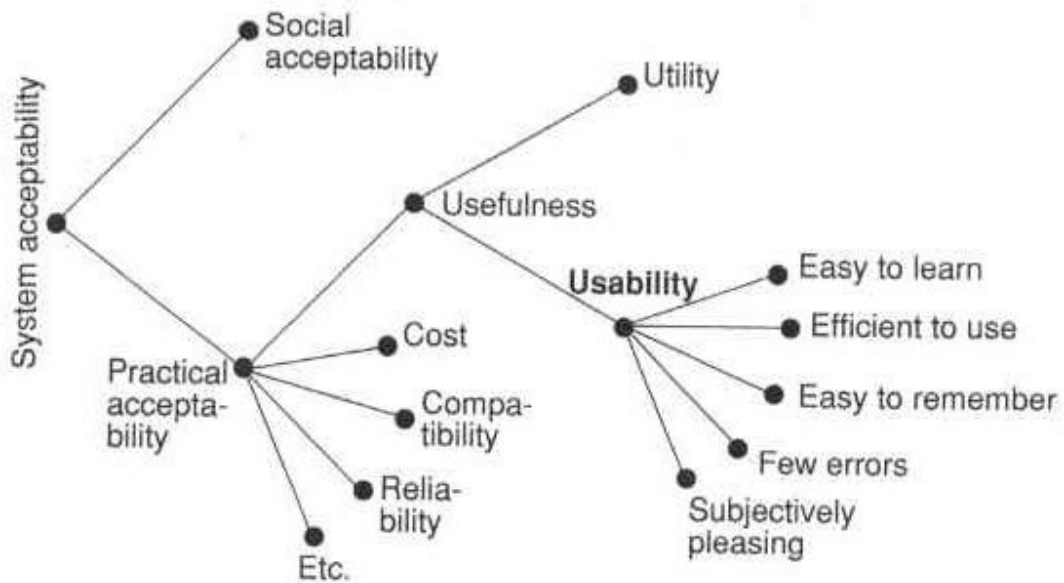 System acceptability
Social
acceptability
Utility
Usefulness
Usability
Easy to learn
Efficient to use
Easy to remember
Few errors
Subjectively
pleasing
Practical
accepta-
bility
Cost
Compa-
tibility
Relia-
bility
Etc.